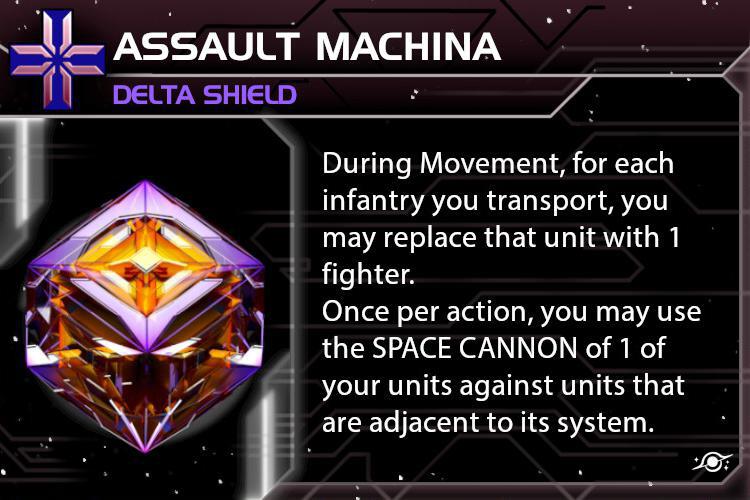 ASSAULT MACHINA
DELTA SHIELD
During Movement, for each
infantry you transport, you
may replace that unit with 1
fighter.
Once per action, you may use
the SPACE CANNON of 1 of
your units against units that
are adjacent to its system.